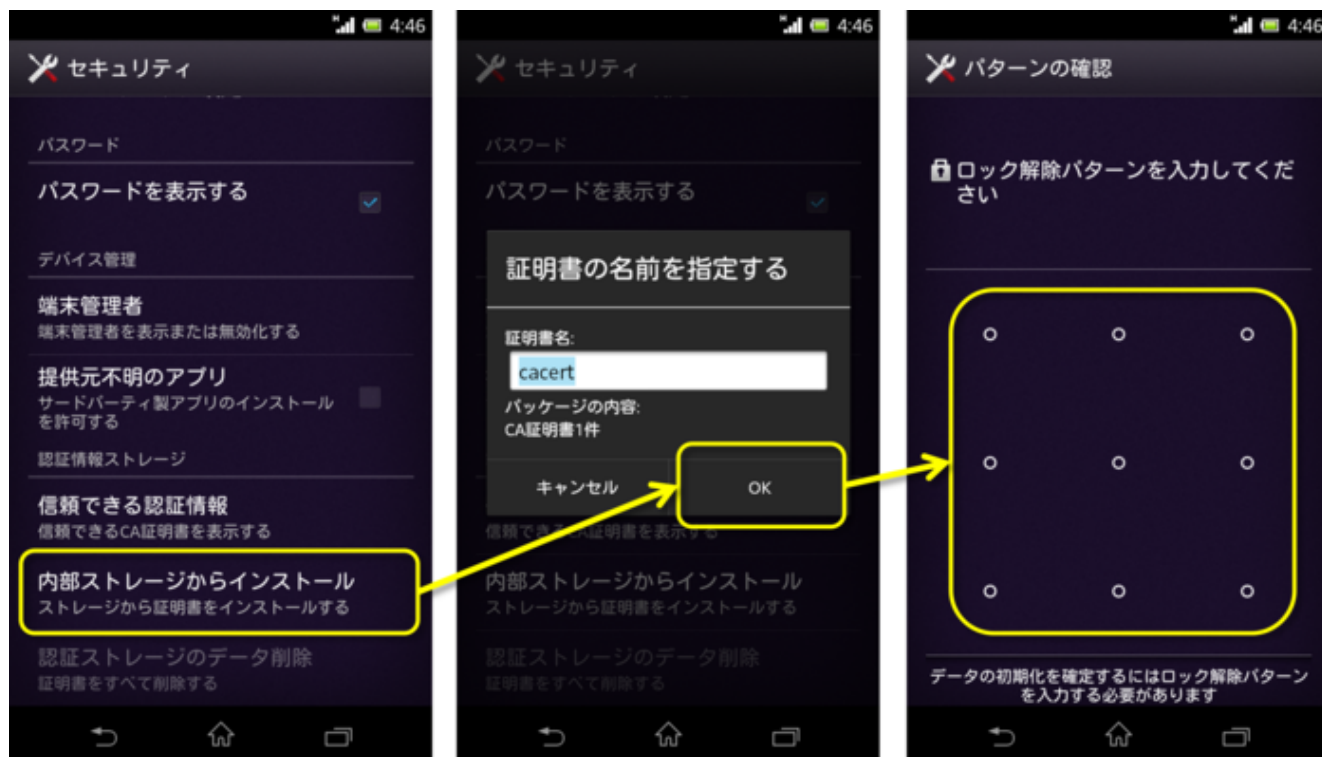 4:46
セキュリティ
パスワード
パスワードを表示する
デバイス管理
端末管理者
端末管理者を表示または無効化する
提供元不明のアプリ
サードパーティ製アプリのインストール
を許可する
認証情報ストレージ
信頼できる認証情報
信頼できるCA証明書を表示する
内部ストレージからインストール
ストレージから証明書をインストールする
認証ストレージのデータ削除
証明書をすべて削除する
4:46
セキュリティ
パスワード
パスワードを表示する
証明書の名前を指定する
証明書名:
cacert
パッケージの内容:
CA証明書1件
キャンセル
OK
信頼できるCA証明書を表示する
内部ストレージからインストール
ストレージから証明書をインストールする
認証ストレージのデータ削除
証明書をすべて削除する
4:46
パターンの確認
ロック解除パターンを入力してくだ
さい
データの初期化を確定するにはロック解除パターン
を入力する必要があります